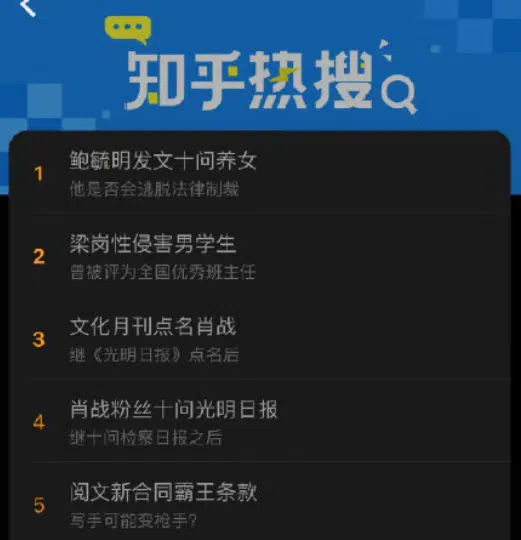 知乎热搜
1
鲍毓明发文十问养女
他是否会逃脱法律制裁
2
梁岗性侵害男学生
曾被评为全国优秀班主任
3
文化月刊点名肖战
继《光明日报》点名后
4
肖战粉丝十问光明日报
继十问检察日报之后
5
阅文新合同霸王条款
写手可能变枪手?